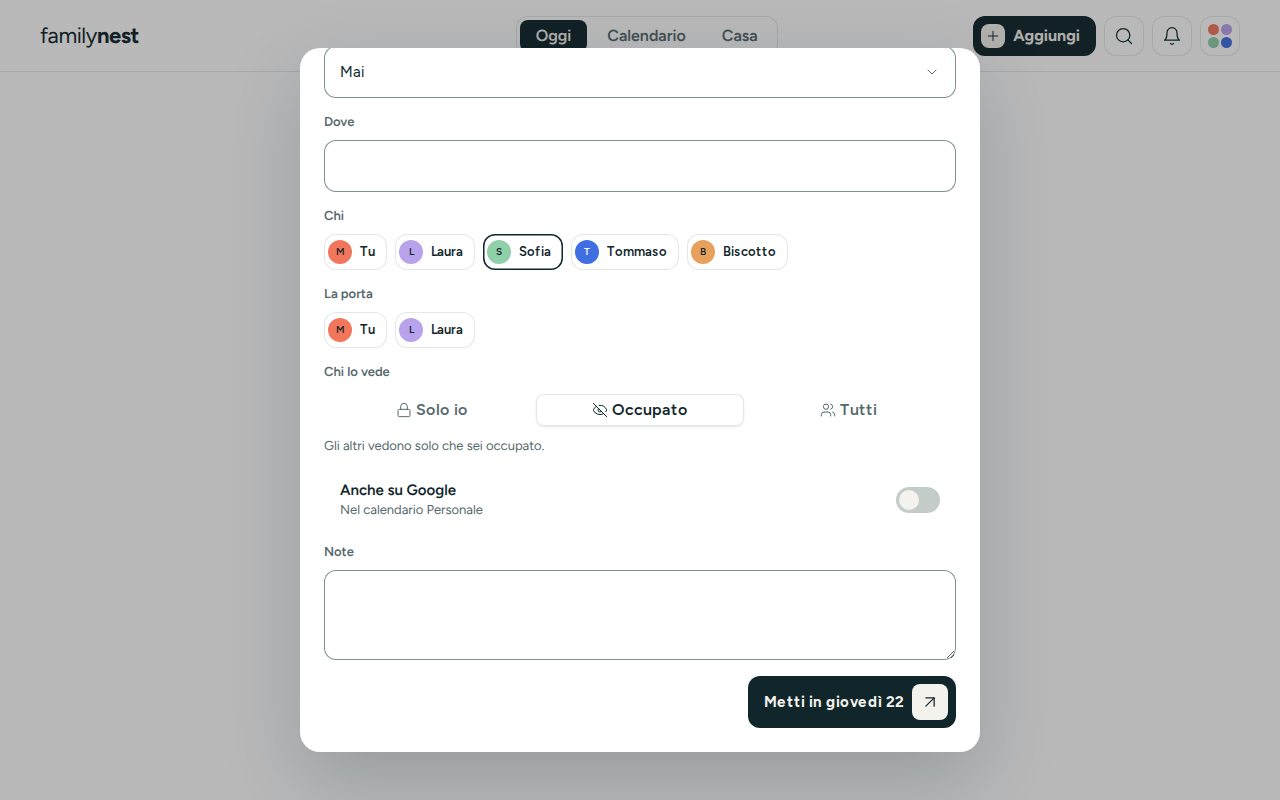 familynest
Oggi
Calendario
Casa
Aggiungi
Mai
Dove
Chi
M Tu
L Laura
S Sofia
T Tommaso
B Biscotto
La porta
M Tu
L Laura
Chi lo vede
Solo io
Occupato
Tutti
Gli altri vedono solo che sei occupato.
Anche su Google
Nel calendario Personale
Note
Metti in giovedì 22